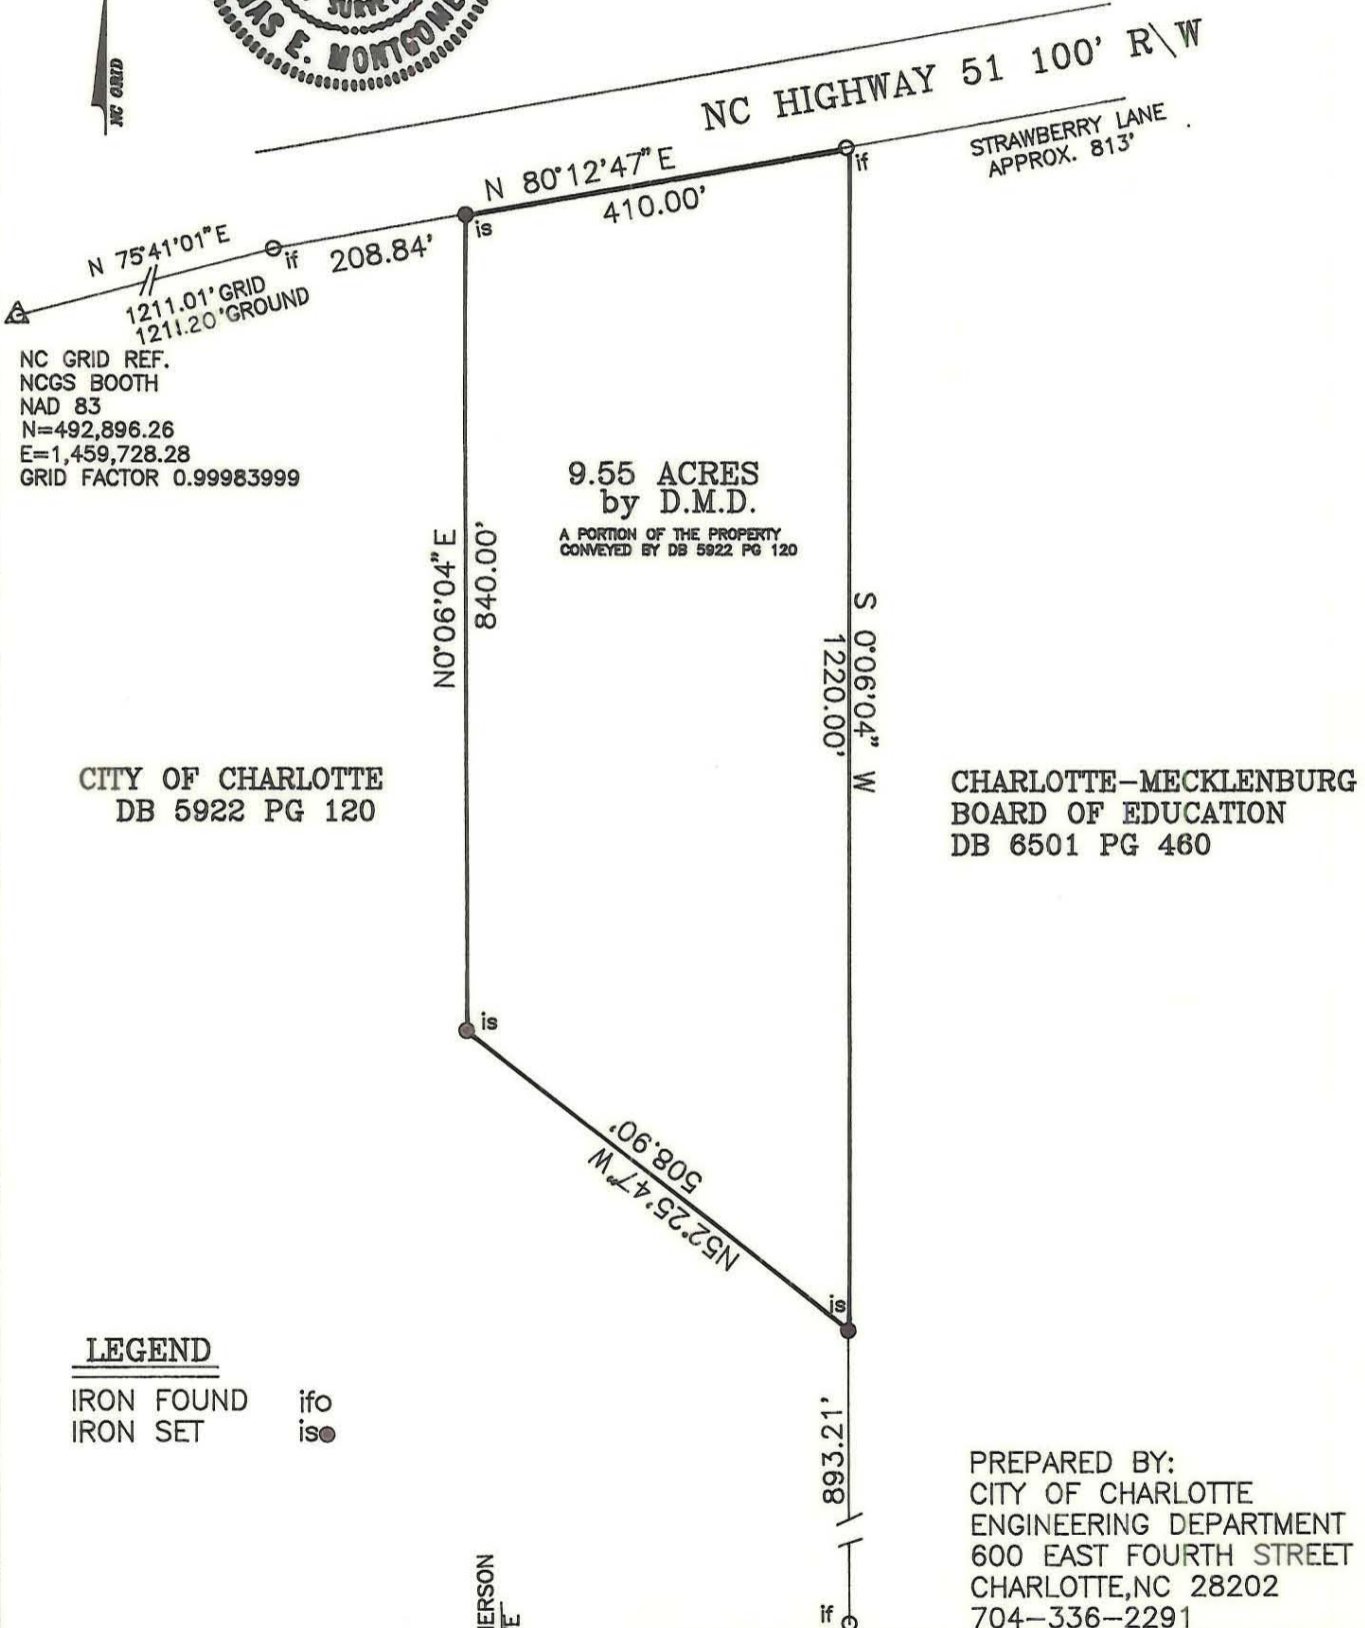 SURVE
AS E. MONTGOME
NC GRID
NC HIGHWAY 51 100' R\W
STRAWBERRY LANE
APPROX. 813'
N 80°12'47" E
410.00'
if
is
N 75°41'01" E
if
208.84'
1211.01' GRID
1211.20 'GROUND
NC GRID REF.
NCGS BOOTH
NAD 83
N=492,896.26
E=1,459,728.28
GRID FACTOR 0.99983999
9.55 ACRES
by D.M.D.
A PORTION OF THE PROPERTY
CONVEYED BY DB 5922 PG 120
N0°06'04" E
840.00'
S 0°06'04" W
1220.00'
CITY OF CHARLOTTE
DB 5922 PG 120
CHARLOTTE-MECKLENBURG
BOARD OF EDUCATION
DB 6501 PG 460
is
508.90'
N52°25'47" W
is
LEGEND
IRON FOUND ifo
IRON SET is
893.21'
PREPARED BY:
CITY OF CHARLOTTE
ENGINEERING DEPARTMENT
600 EAST FOURTH STREET
CHARLOTTE,NC 28202
704-336-2291
ERSON
E
if